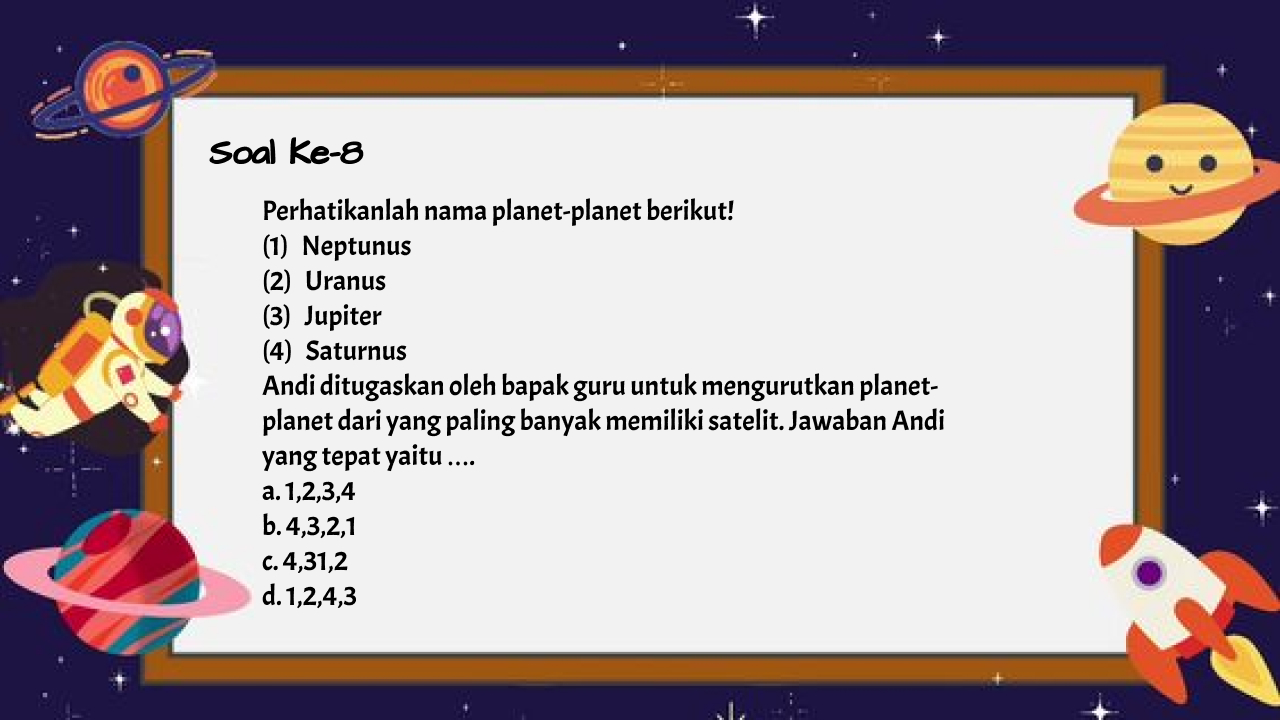 Soal Ke-8
Perhatikanlah nama planet-planet berikut!
(1) Neptunus
(2) Uranus
(3) Jupiter
(4) Saturnus
Andi ditugaskan oleh bapak guru untuk mengurutkan planet-
planet dari yang paling banyak memiliki satelit. Jawaban Andi
yang tepat yaitu ….
a. 1,2,3,4
b. 4,3,2,1
c. 4,31,2
d. 1,2,4,3